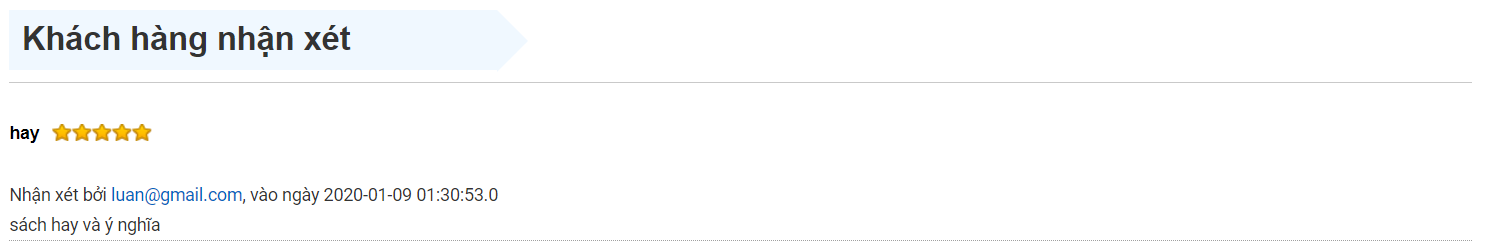 Khách hàng nhận xét
hay
Nhận xét bởi luan@gmail.com, vào ngày 2020-01-09 01:30:53.0
sách hay và ý nghĩa